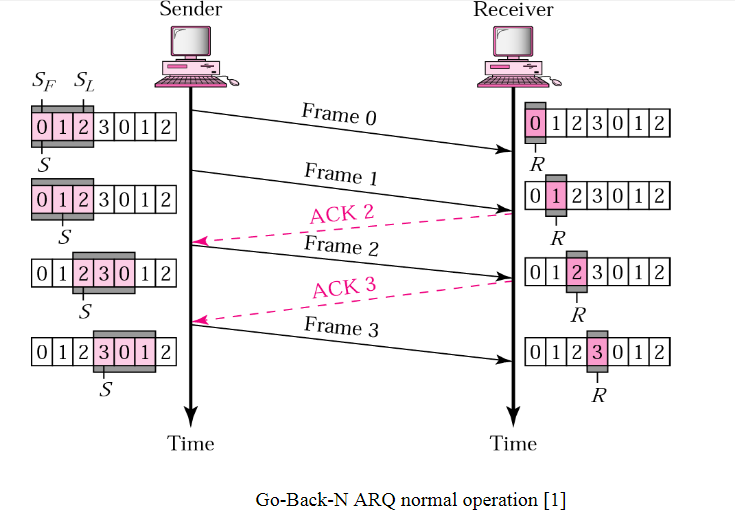 Sender Receiver
S_F S_L
0 1 2 3 0 1 2 Frame 0 0 1 2 3 0 1 2
S R
0 1 2 3 0 1 2 Frame 1 0 1 2 3 0 1 2
S ACK 2 R
0 1 2 3 0 1 2 Frame 2 0 1 2 3 0 1 2
S ACK 3 R
0 1 2 3 0 1 2 Frame 3 0 1 2 3 0 1 2
S R
Time Time
Go-Back-N ARQ normal operation [1]